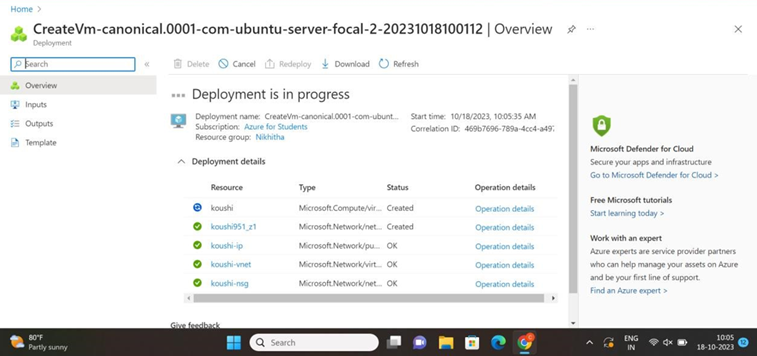 Home >
CreateVm-canonical.0001-com-ubuntu-server-focal-2-20231018100112 | Overview
Deployment
Search
Delete Cancel Redeploy Download Refresh
Overview
Inputs
Outputs
Template
Deployment is in progress
Deployment name: CreateVm-canonical.0001-com-ubunt...
Subscription: Azure for Students
Resource group: Nikhitha
Start time: 10/18/2023, 10:05:35 AM
Correlation ID: 469b7696-789a-4cc4-a497
Deployment details
Resource Type Status Operation details
koushi Microsoft.Compute/vir... Created Operation details
koushi951_z1 Microsoft.Network/net... Created Operation details
koushi-ip Microsoft.Network/pu... OK Operation details
koushi-vnet Microsoft.Network/virt... OK Operation details
koushi-nsg Microsoft.Network/net... OK Operation details
Give feedback
Microsoft Defender for Cloud
Secure your apps and infrastructure
Go to Microsoft Defender for Cloud >
Free Microsoft tutorials
Start learning today >
Work with an expert
Azure experts are service provider partners
who can help manage your assets on Azure
and be your first line of support.
Find an Azure expert >
80°F
Partly sunny
Search
ENG
IN
10:05
18-10-2023